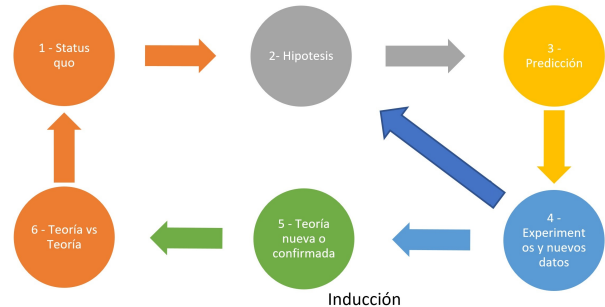 1 - Status
quo
2- Hipotesis
3 -
Predicción
4 -
Experiment
os y nuevos
datos
5 - Teoría
nueva o
confirmada
6 - Teoría vs
Teoría
Inducción